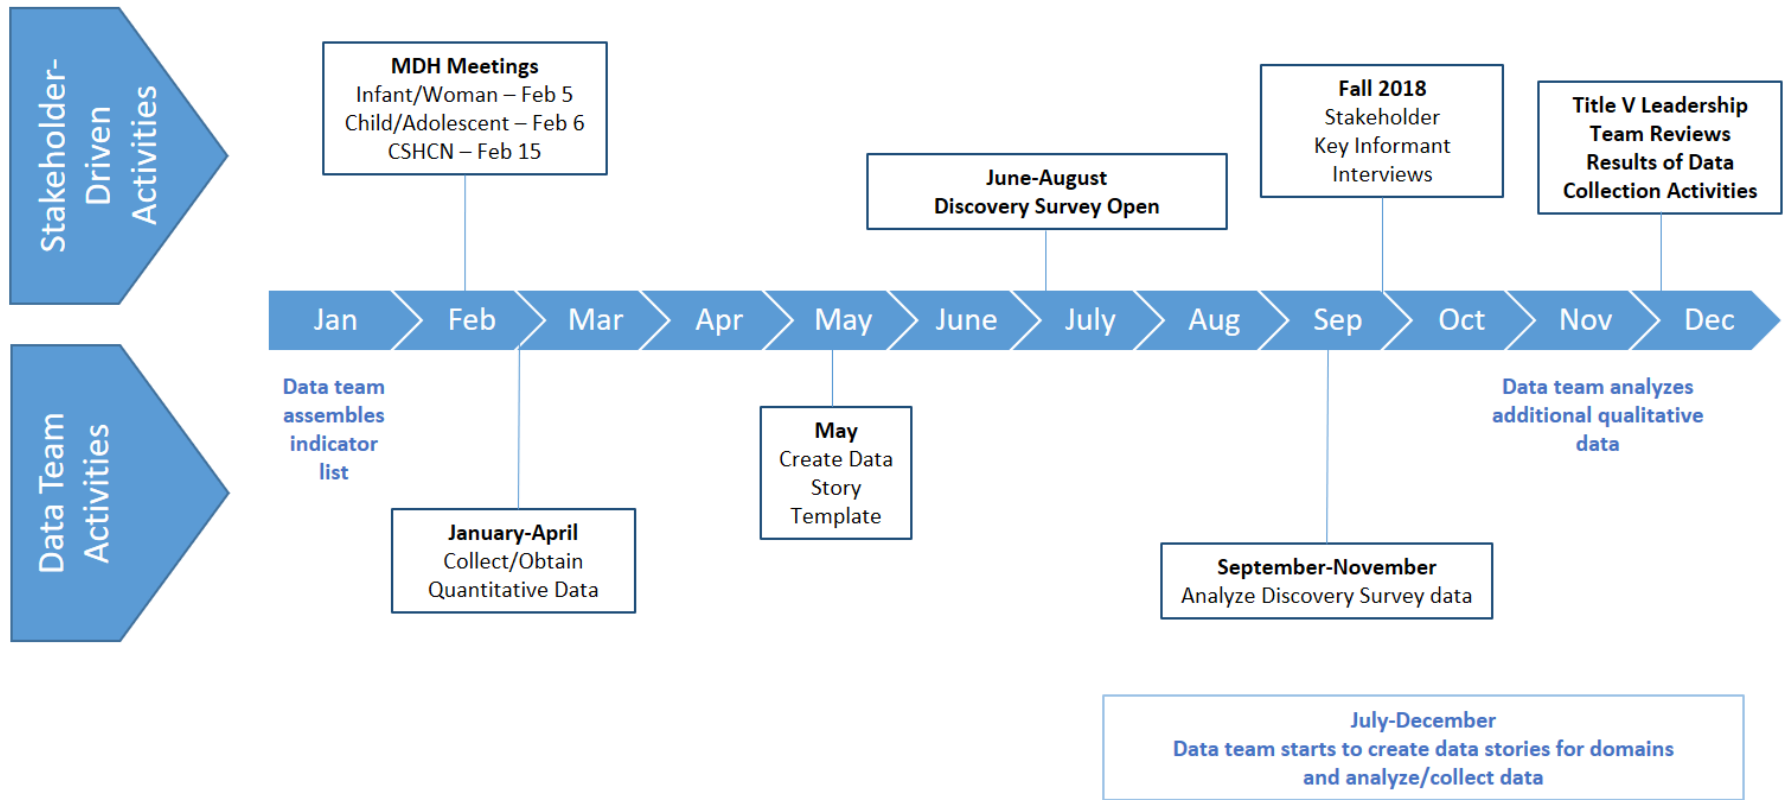 Stakeholder-
Driven
Activities
MDH Meetings
Infant/Woman – Feb 5
Child/Adolescent – Feb 6
CSHCN – Feb 15
June-August
Discovery Survey Open
Fall 2018
Stakeholder
Key Informant
Interviews
Title V Leadership
Team Reviews
Results of Data
Collection Activities
Jan
Feb
Mar
Apr
May
June
July
Aug
Sep
Oct
Nov
Dec
Data Team
Activities
Data team
assembles
indicator
list
January-April
Collect/Obtain
Quantitative Data
May
Create Data
Story
Template
September-November
Analyze Discovery Survey data
Data team analyzes
additional qualitative
data
July-December
Data team starts to create data stories for domains
and analyze/collect data